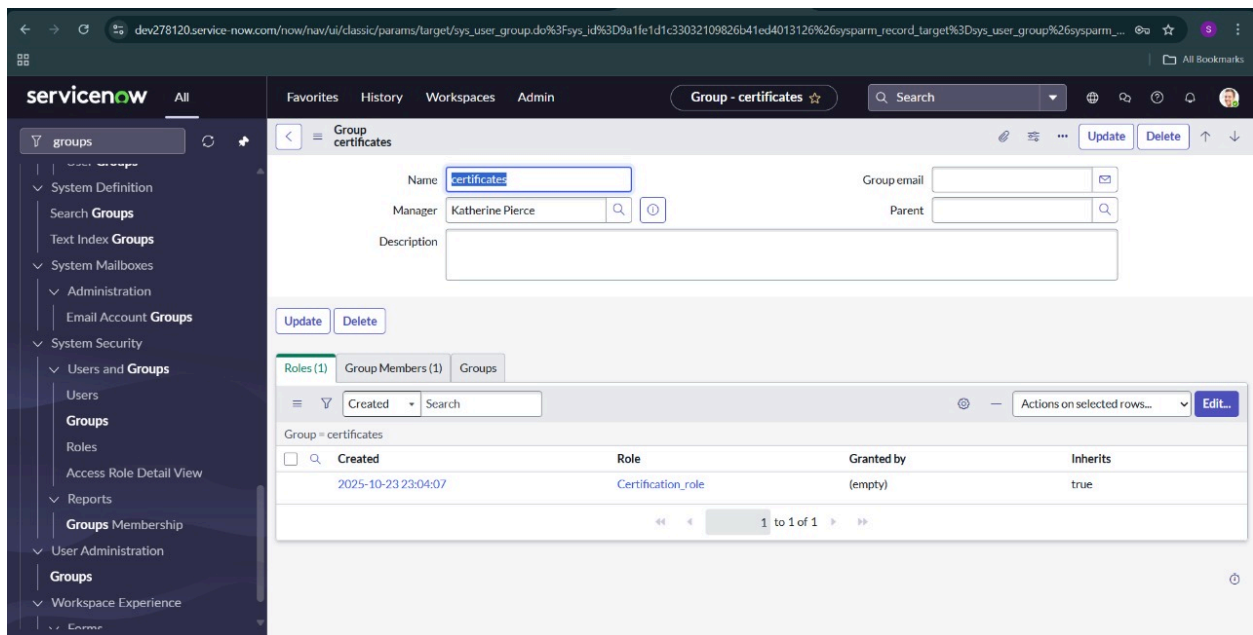 dev278120.service-now.com/now/nav/ui/classic/params/target/sys_user_group.do%3Fsys_id%3D9a1fe1d1c33032109826b41ed4013126%26sysparm_record_target%3Dsys_user_group%26sysparm_... S
All Bookmarks
servicenow All Favorites History Workspaces Admin Group - certificates Search
groups
Group
certificates
Update Delete
User Groups
System Definition
Search Groups
Text Index Groups
System Mailboxes
Administration
Email Account Groups
System Security
Users and Groups
Users
Groups
Roles
Access Role Detail View
Reports
Groups Membership
User Administration
Groups
Workspace Experience
Forms
Name certificates Group email
Manager Katherine Pierce Parent
Description
Update Delete
Roles (1) Group Members (1) Groups
Created Search Actions on selected rows... Edit...
Group = certificates
Created Role Granted by Inherits
2025-10-23 23:04:07 Certification_role (empty) true
1 to 1 of 1